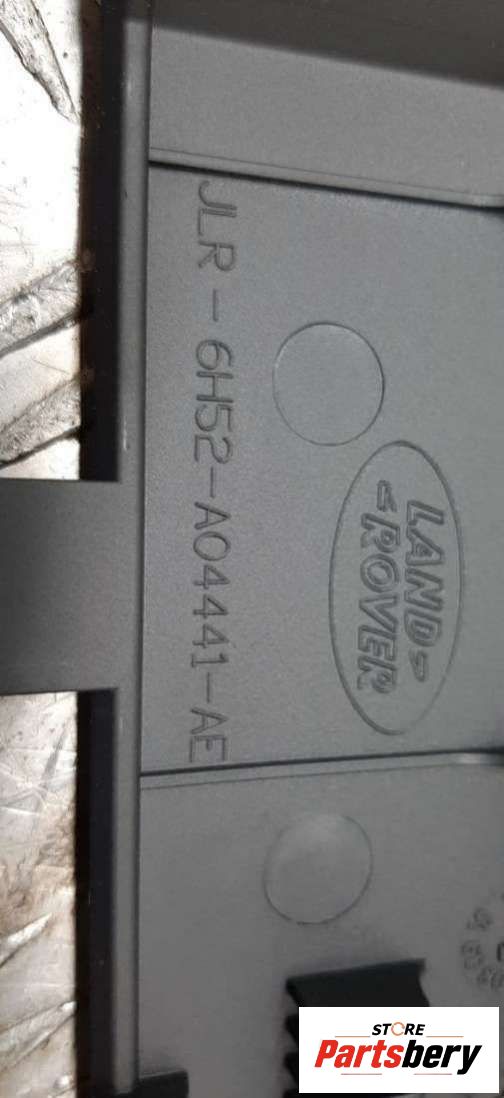 JLR-6H52-A04441-AE
LAND
ROVER
STORE
Partsbery